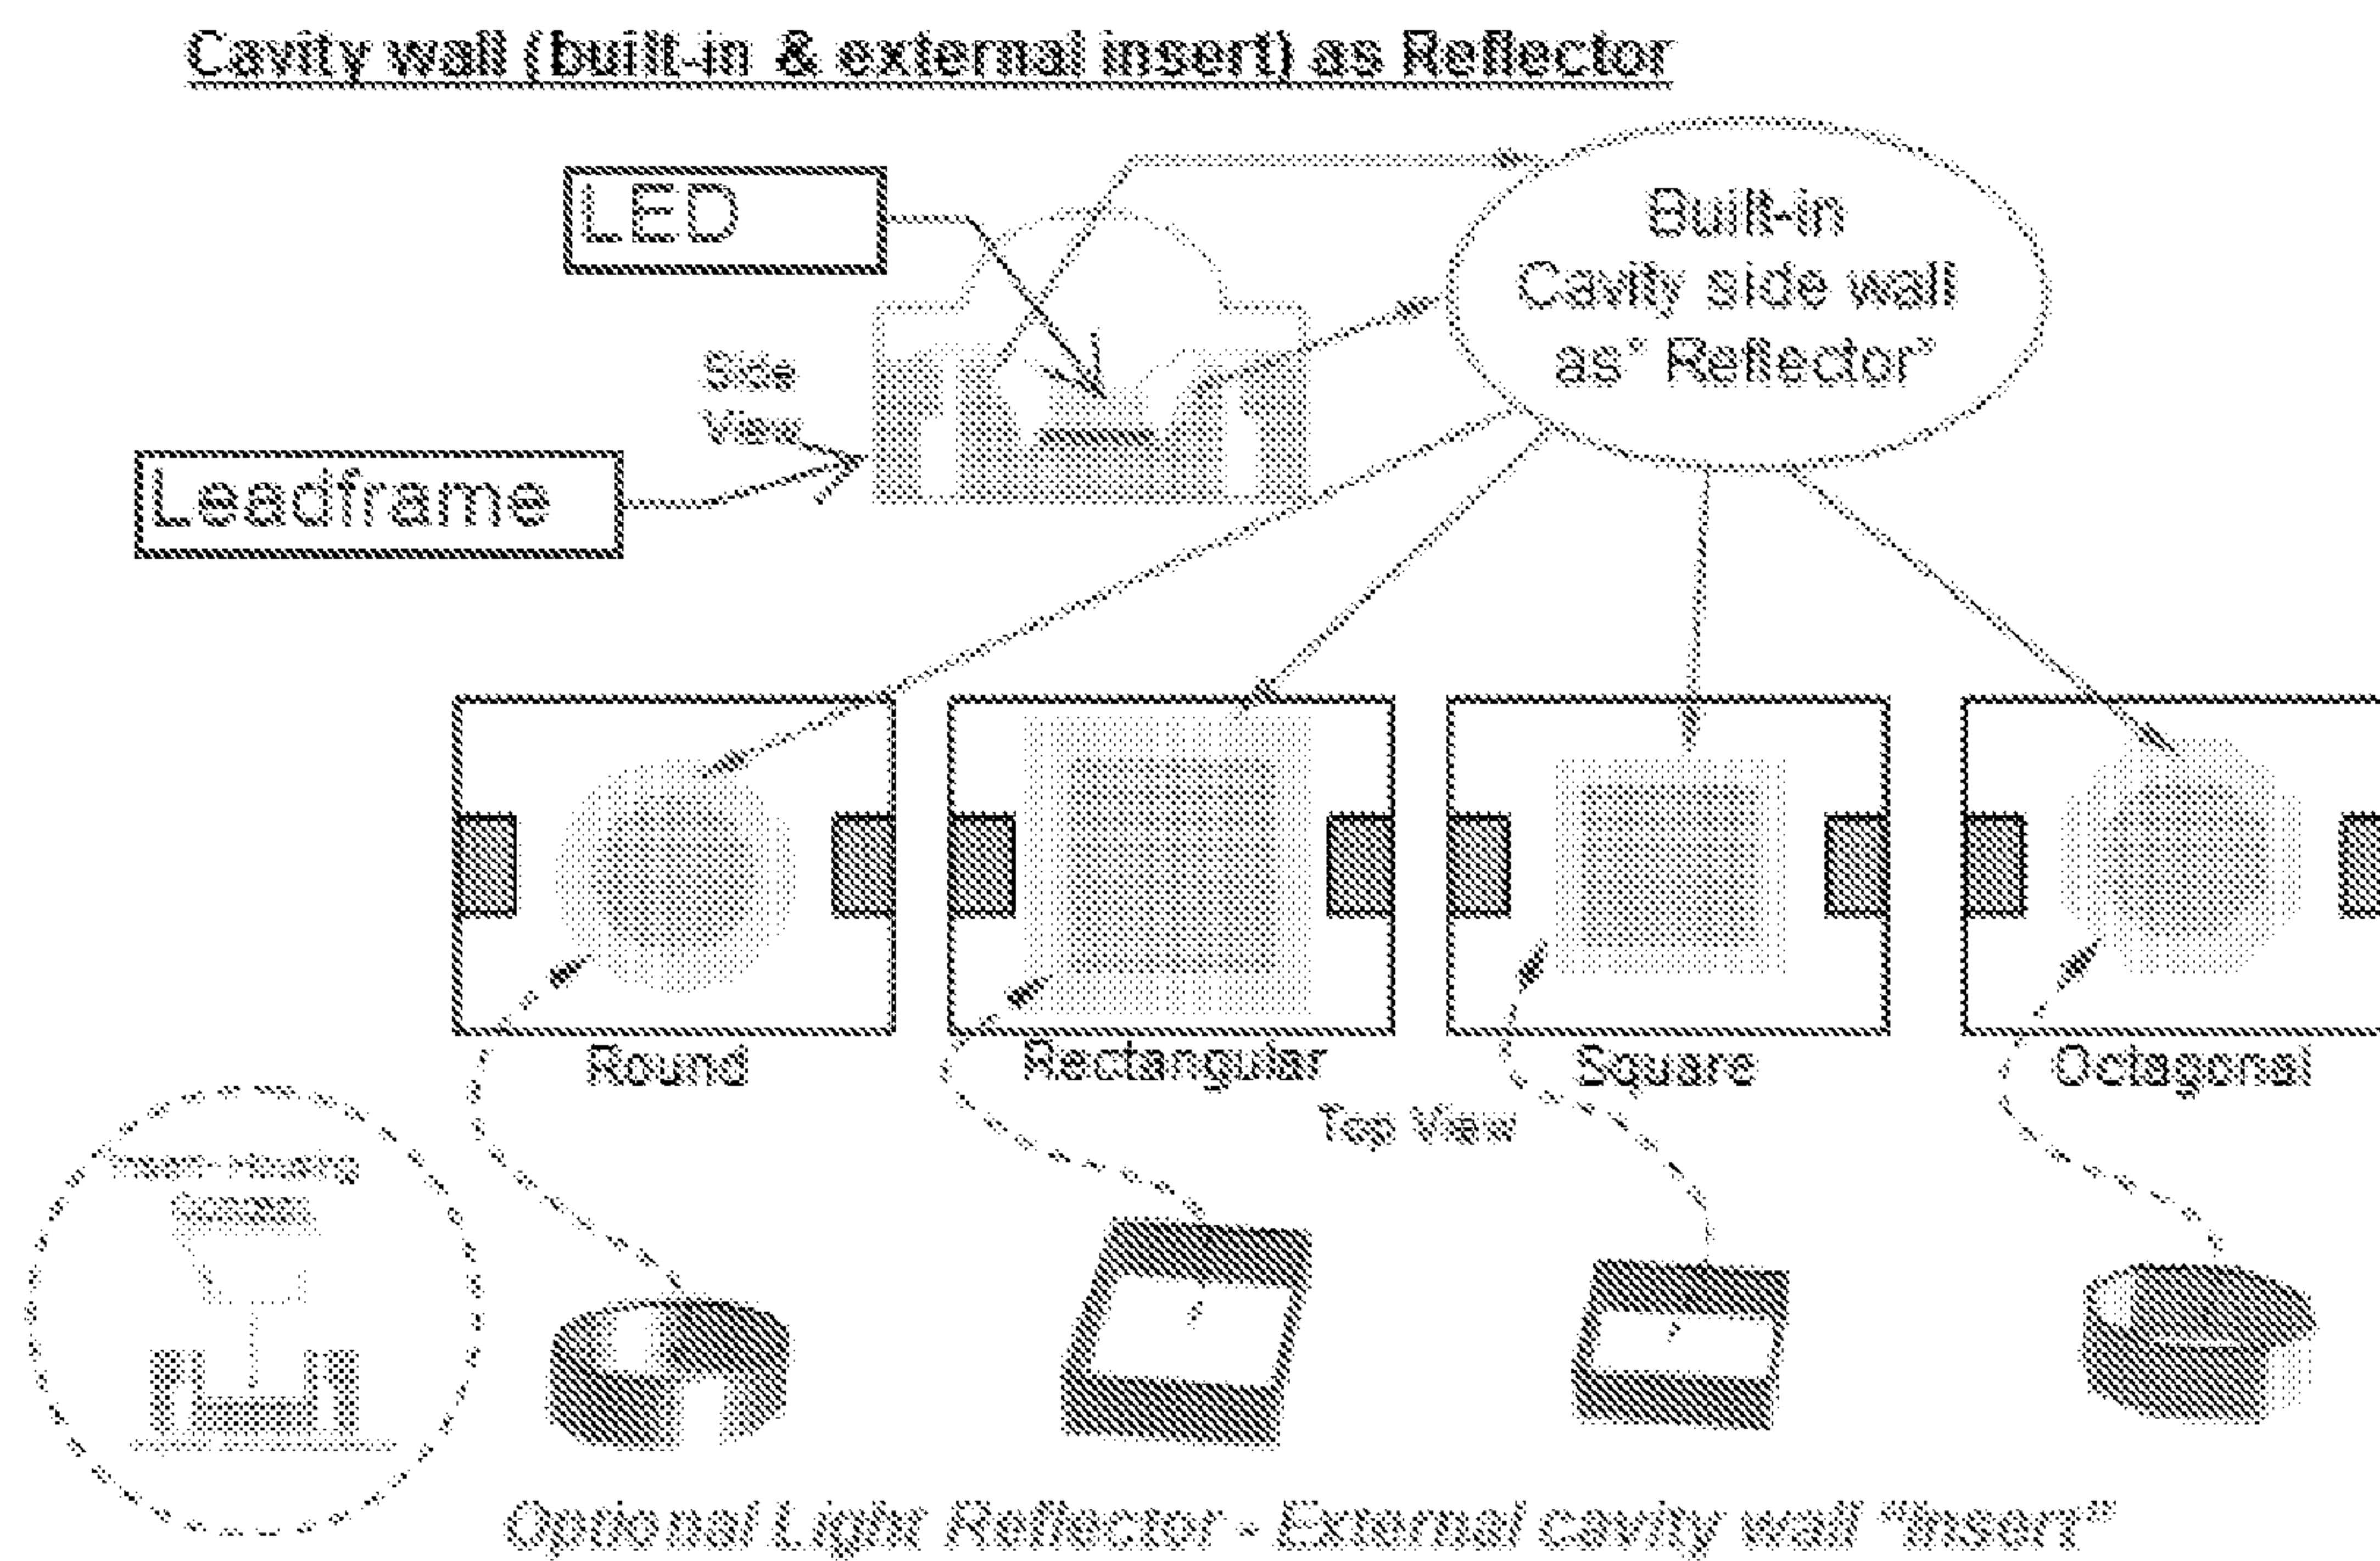 Cavity wall (built-in & external insert) as Reflector
LED
Built-in
Cavity side wall
as" Reflector"
Side
View
Leadframe
Round
Rectangular
Square
Octagonal
Top View
Optional Light Reflector - External cavity wall "Insert"